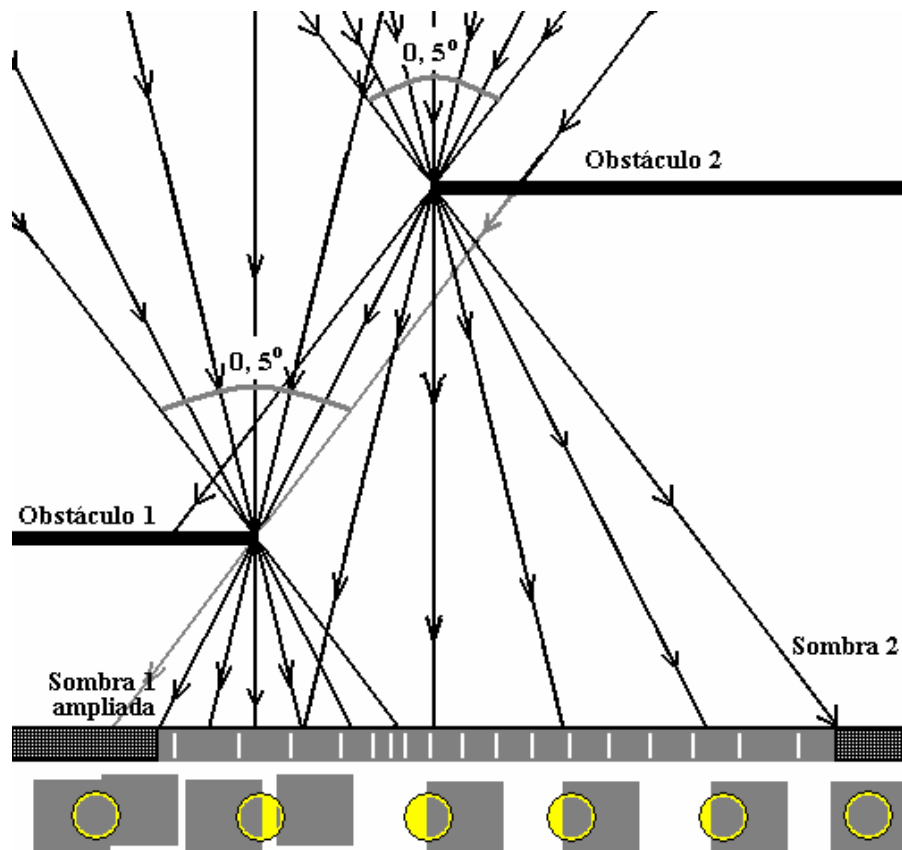 0, 5º
Obstáculo 2
0, 5º
Obstáculo 1
Sombra 2
Sombra 1
ampliada